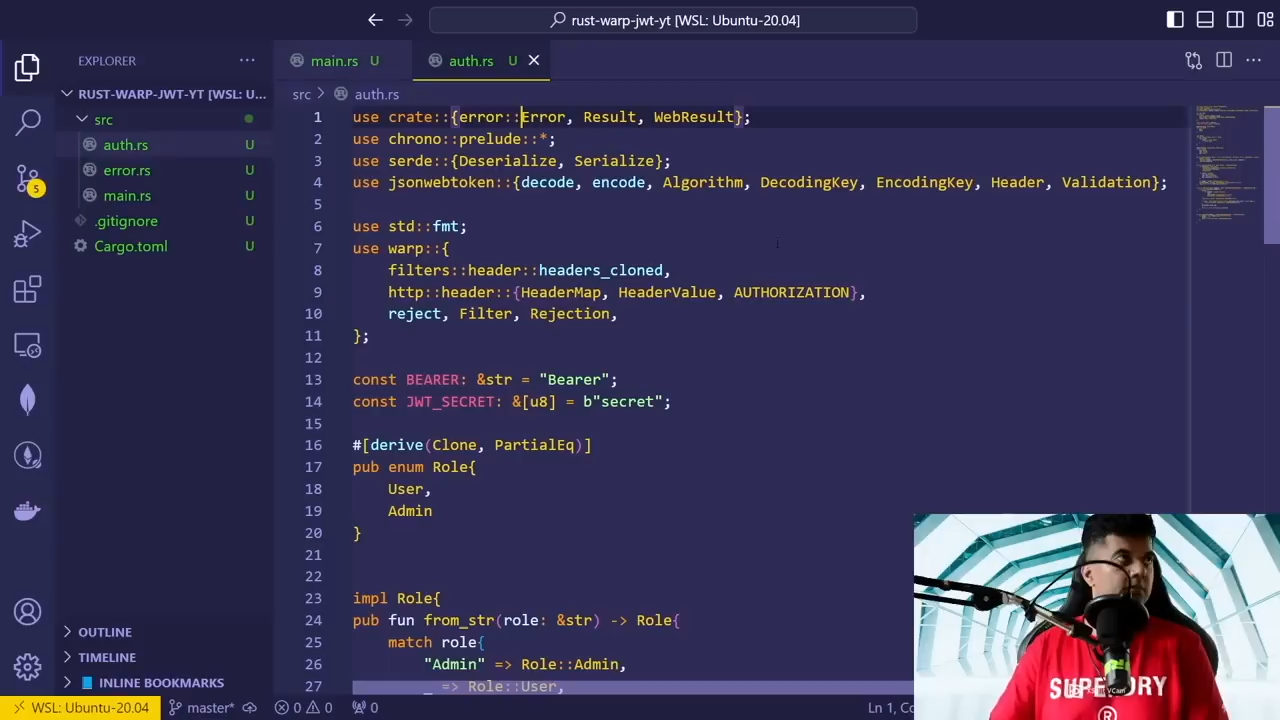 rust-warp-jwt-yt [WSL: Ubuntu-20.04]
EXPLORER
main.rs U
auth.rs U
RUST-WARP-JWT-YT [WSL: U...
src
auth.rs U
error.rs U
main.rs U
.gitignore U
Cargo.toml U
src > auth.rs
1 use crate::{error::Error, Result, WebResult};
2 use chrono::prelude::*;
3 use serde::{Deserialize, Serialize};
4 use jsonwebtoken::{decode, encode, Algorithm, DecodingKey, EncodingKey, Header, Validation};
5
6 use std::fmt;
7 use warp::{
8 filters::header::headers_cloned,
9 http::header::{HeaderMap, HeaderValue, AUTHORIZATION},
10 reject, Filter, Rejection,
11 };
12
13 const BEARER: &str = "Bearer";
14 const JWT_SECRET: &[u8] = b"secret";
15
16 #[derive(Clone, PartialEq)]
17 pub enum Role{
18 User,
19 Admin
20 }
21
22
23 impl Role{
24 pub fun from_str(role: &str) -> Role{
25 match role{
26 "Admin" => Role::Admin,
27 _ => Role::User,
5
OUTLINE
TIMELINE
INLINE BOOKMARKS
WSL: Ubuntu-20.04
master*
0 0
0
Ln 1, Co